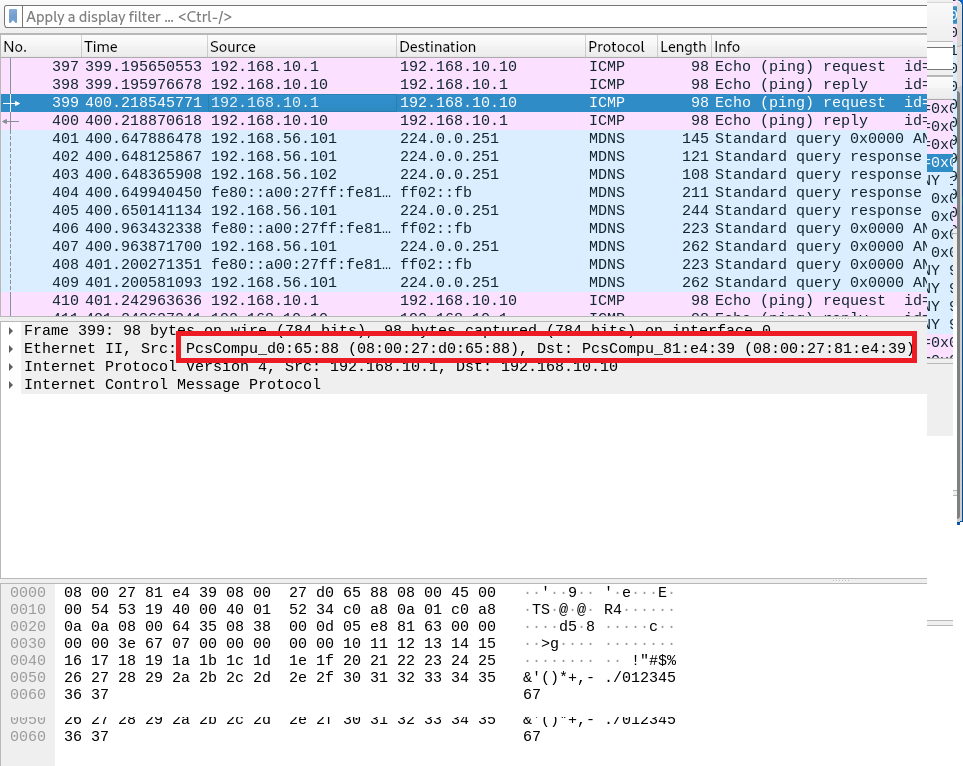 Apply a display filter ... <Ctrl-/>
No. Time Source Destination Protocol Length Info
397 399.195650553 192.168.10.1 192.168.10.10 ICMP 98 Echo (ping) request id=
398 399.195976678 192.168.10.10 192.168.10.1 ICMP 98 Echo (ping) reply id=
399 400.218545771 192.168.10.1 192.168.10.10 ICMP 98 Echo (ping) request id=
400 400.218870618 192.168.10.10 192.168.10.1 ICMP 98 Echo (ping) reply id=
401 400.647886478 192.168.56.101 224.0.0.251 MDNS 145 Standard query 0x0000 AN
402 400.648125867 192.168.56.101 224.0.0.251 MDNS 121 Standard query response
403 400.648365908 192.168.56.102 224.0.0.251 MDNS 108 Standard query response
404 400.649940450 fe80::a00:27ff:fe81... ff02::fb MDNS 211 Standard query response
405 400.650141134 192.168.56.101 224.0.0.251 MDNS 244 Standard query response
406 400.963432338 fe80::a00:27ff:fe81... ff02::fb MDNS 223 Standard query 0x0000 AN
407 400.963871700 192.168.56.101 224.0.0.251 MDNS 262 Standard query 0x0000 AN
408 401.200271351 fe80::a00:27ff:fe81... ff02::fb MDNS 223 Standard query 0x0000 AN
409 401.200581093 192.168.56.101 224.0.0.251 MDNS 262 Standard query 0x0000 AN
410 401.242963636 192.168.10.1 192.168.10.10 ICMP 98 Echo (ping) request id=
Frame 399: 98 bytes on wire (784 bits), 98 bytes captured (784 bits) on interface 0
Ethernet II, Src: PcsCompu_d0:65:88 (08:00:27:d0:65:88), Dst: PcsCompu_81:e4:39 (08:00:27:81:e4:39)
Internet Protocol Version 4, Src: 192.168.10.1, Dst: 192.168.10.10
Internet Control Message Protocol
0000 08 00 27 81 e4 39 08 00 27 d0 65 88 08 00 45 00 ··'··9·· '·e···E·
0010 00 54 53 19 40 00 40 01 52 34 c0 a8 0a 01 c0 a8 ·TS·@·@· R4······
0020 0a 0a 08 00 64 35 08 38 00 0d 05 e8 81 63 00 00 ····d5·8 ·····c··
0030 00 00 3e 67 07 00 00 00 00 00 10 11 12 13 14 15 ··>g···· ········
0040 16 17 18 19 1a 1b 1c 1d 1e 1f 20 21 22 23 24 25 ········ ·· !"#$%
0050 26 27 28 29 2a 2b 2c 2d 2e 2f 30 31 32 33 34 35 &'()*+,- ./012345
0060 36 37 67
0050 26 27 28 29 2a 2b 2c 2d 2e 2f 30 31 32 33 34 35 &'()*+,- ./012345
0060 36 37 67